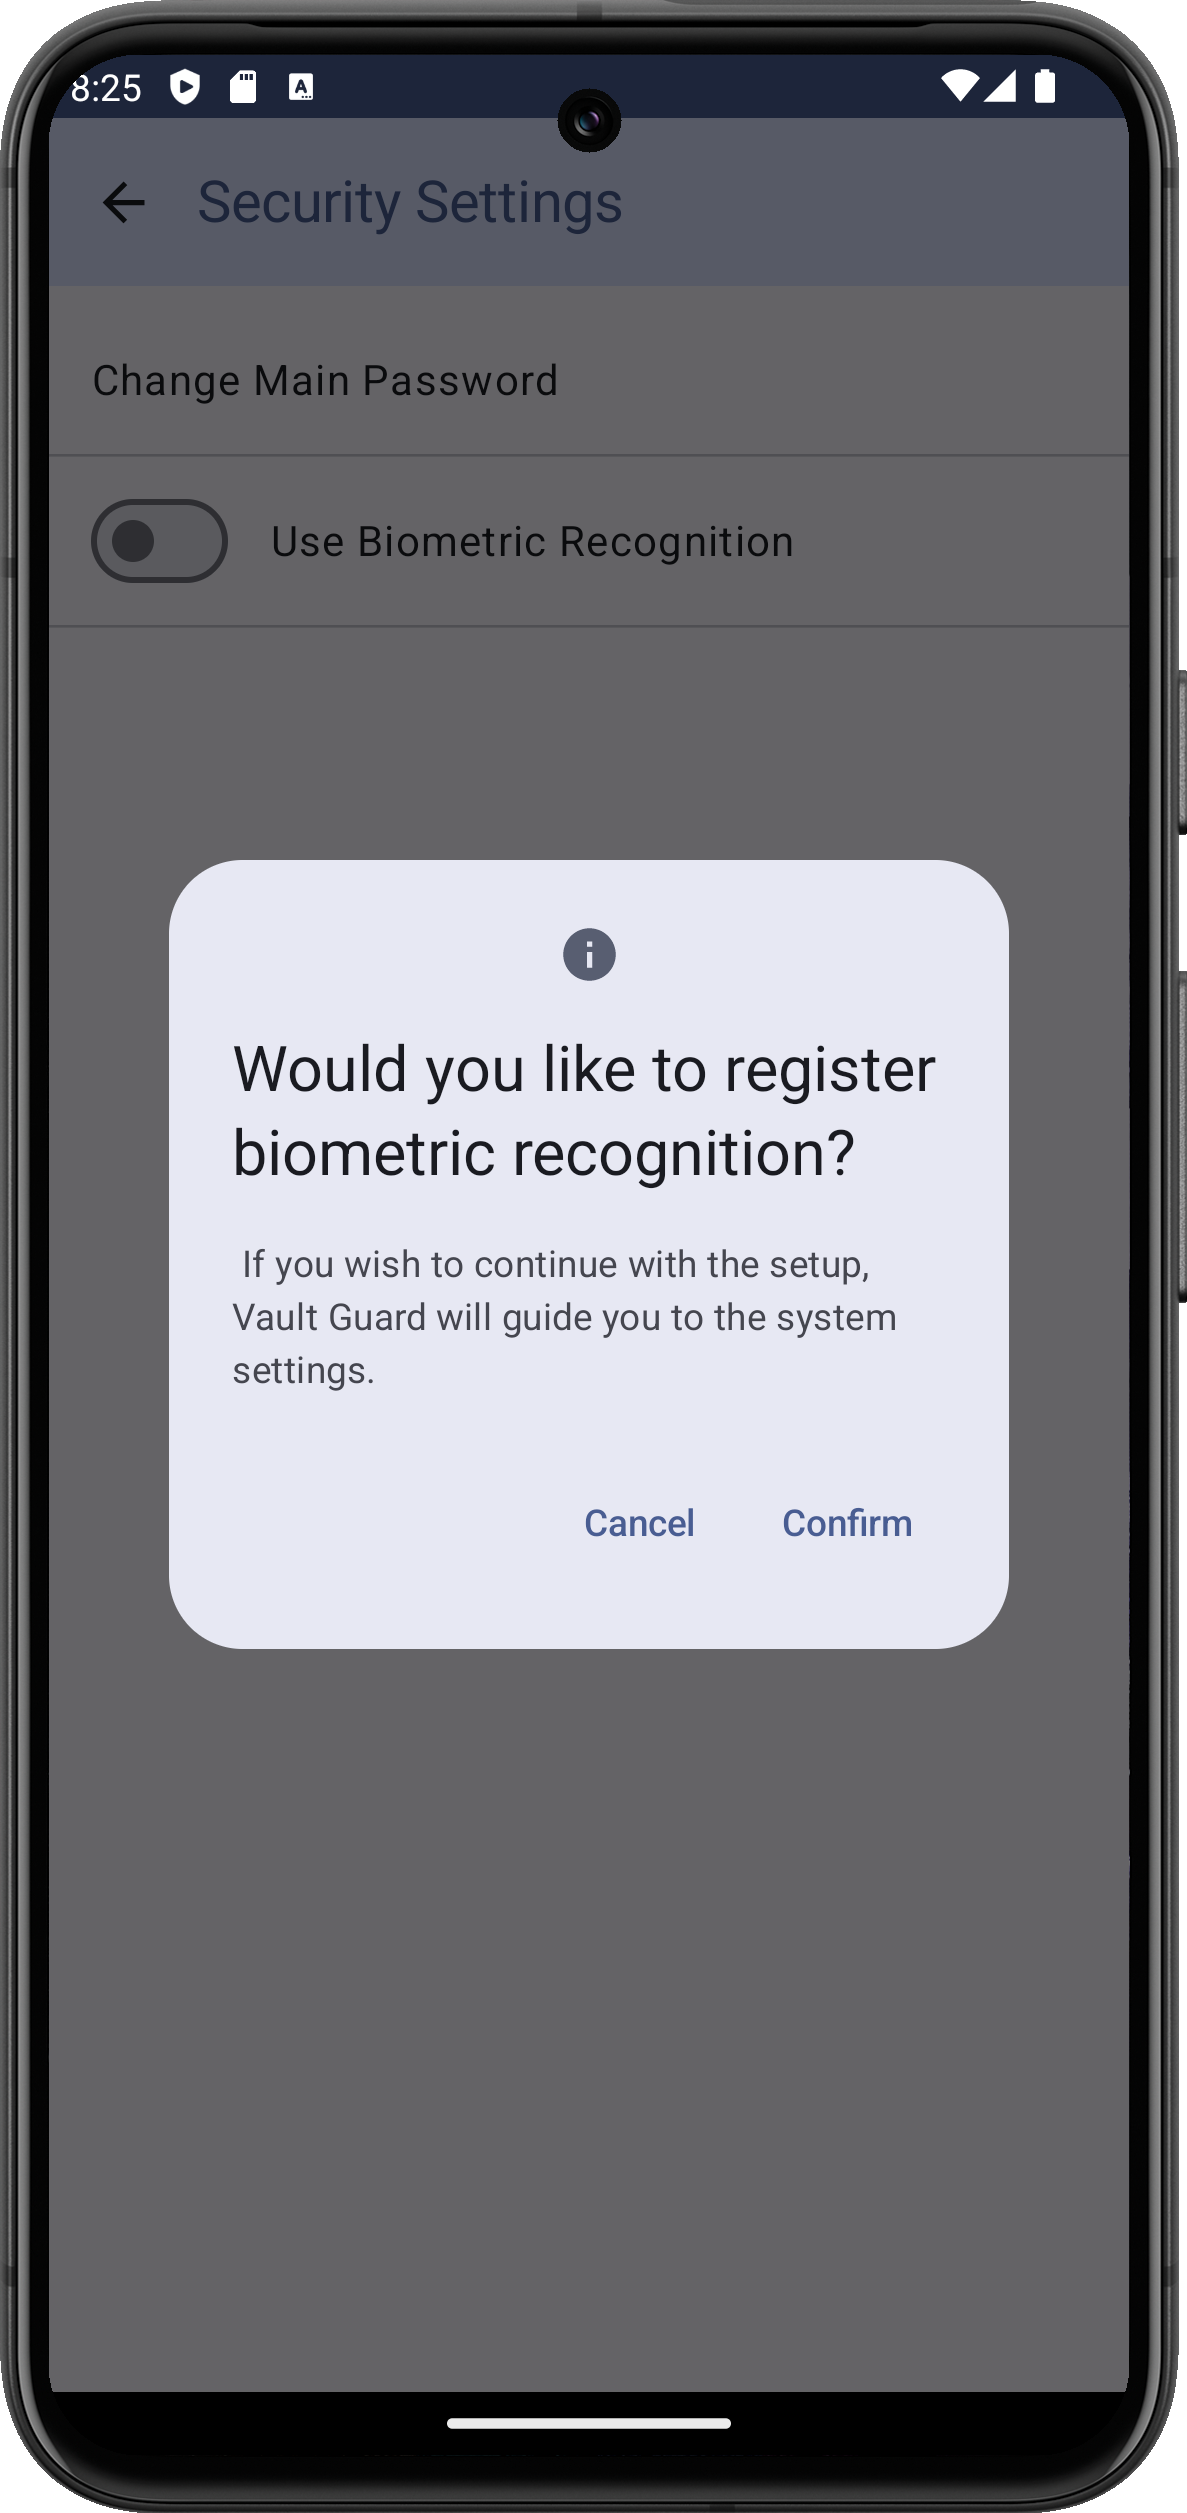 8:25
Security Settings
Change Main Password
Use Biometric Recognition
Would you like to register
biometric recognition?
If you wish to continue with the setup,
Vault Guard will guide you to the system
settings.
Cancel Confirm